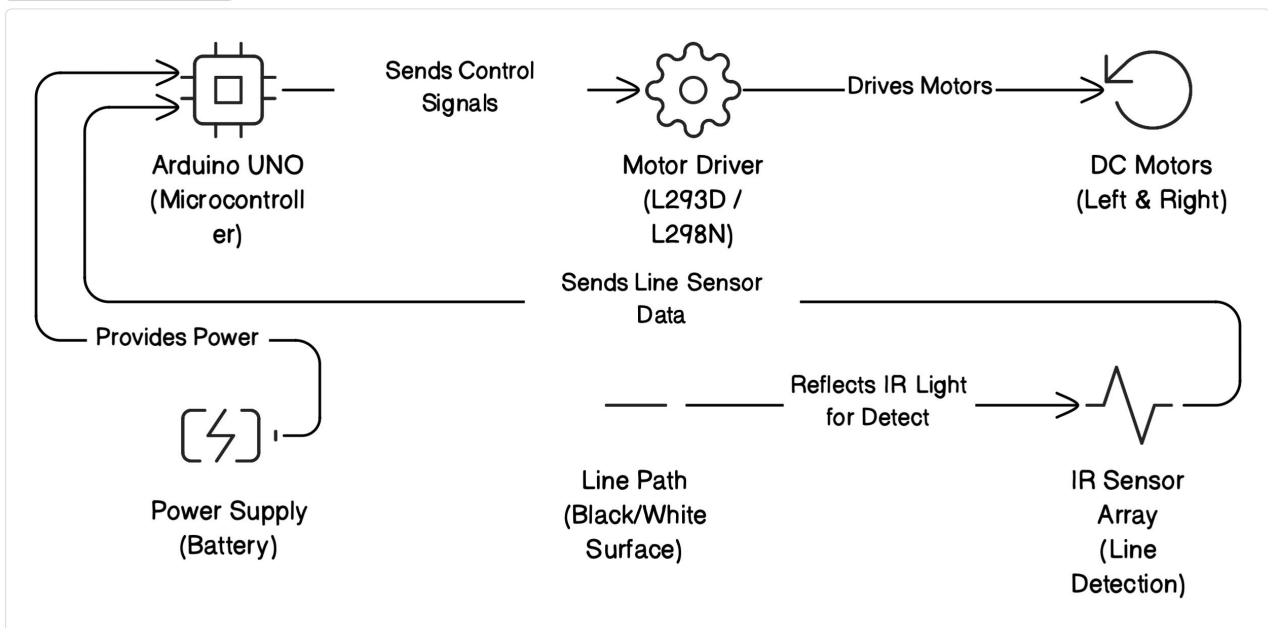 Sends Control
Signals
Drives Motors
Arduino UNO
(Microcontroll
er)
Motor Driver
(L293D /
L298N)
DC Motors
(Left & Right)
Sends Line Sensor
Data
Provides Power
Reflects IR Light
for Detect
Power Supply
(Battery)
Line Path
(Black/White
Surface)
IR Sensor
Array
(Line
Detection)